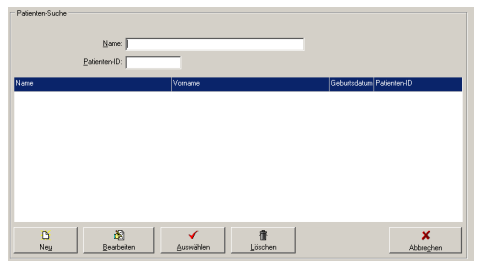 Patienten-Suche
Name:
Patienten-ID:
Name Vorname Geburtsdatum Patienten-ID
Neu Bearbeiten Auswählen Löschen Abbrechen